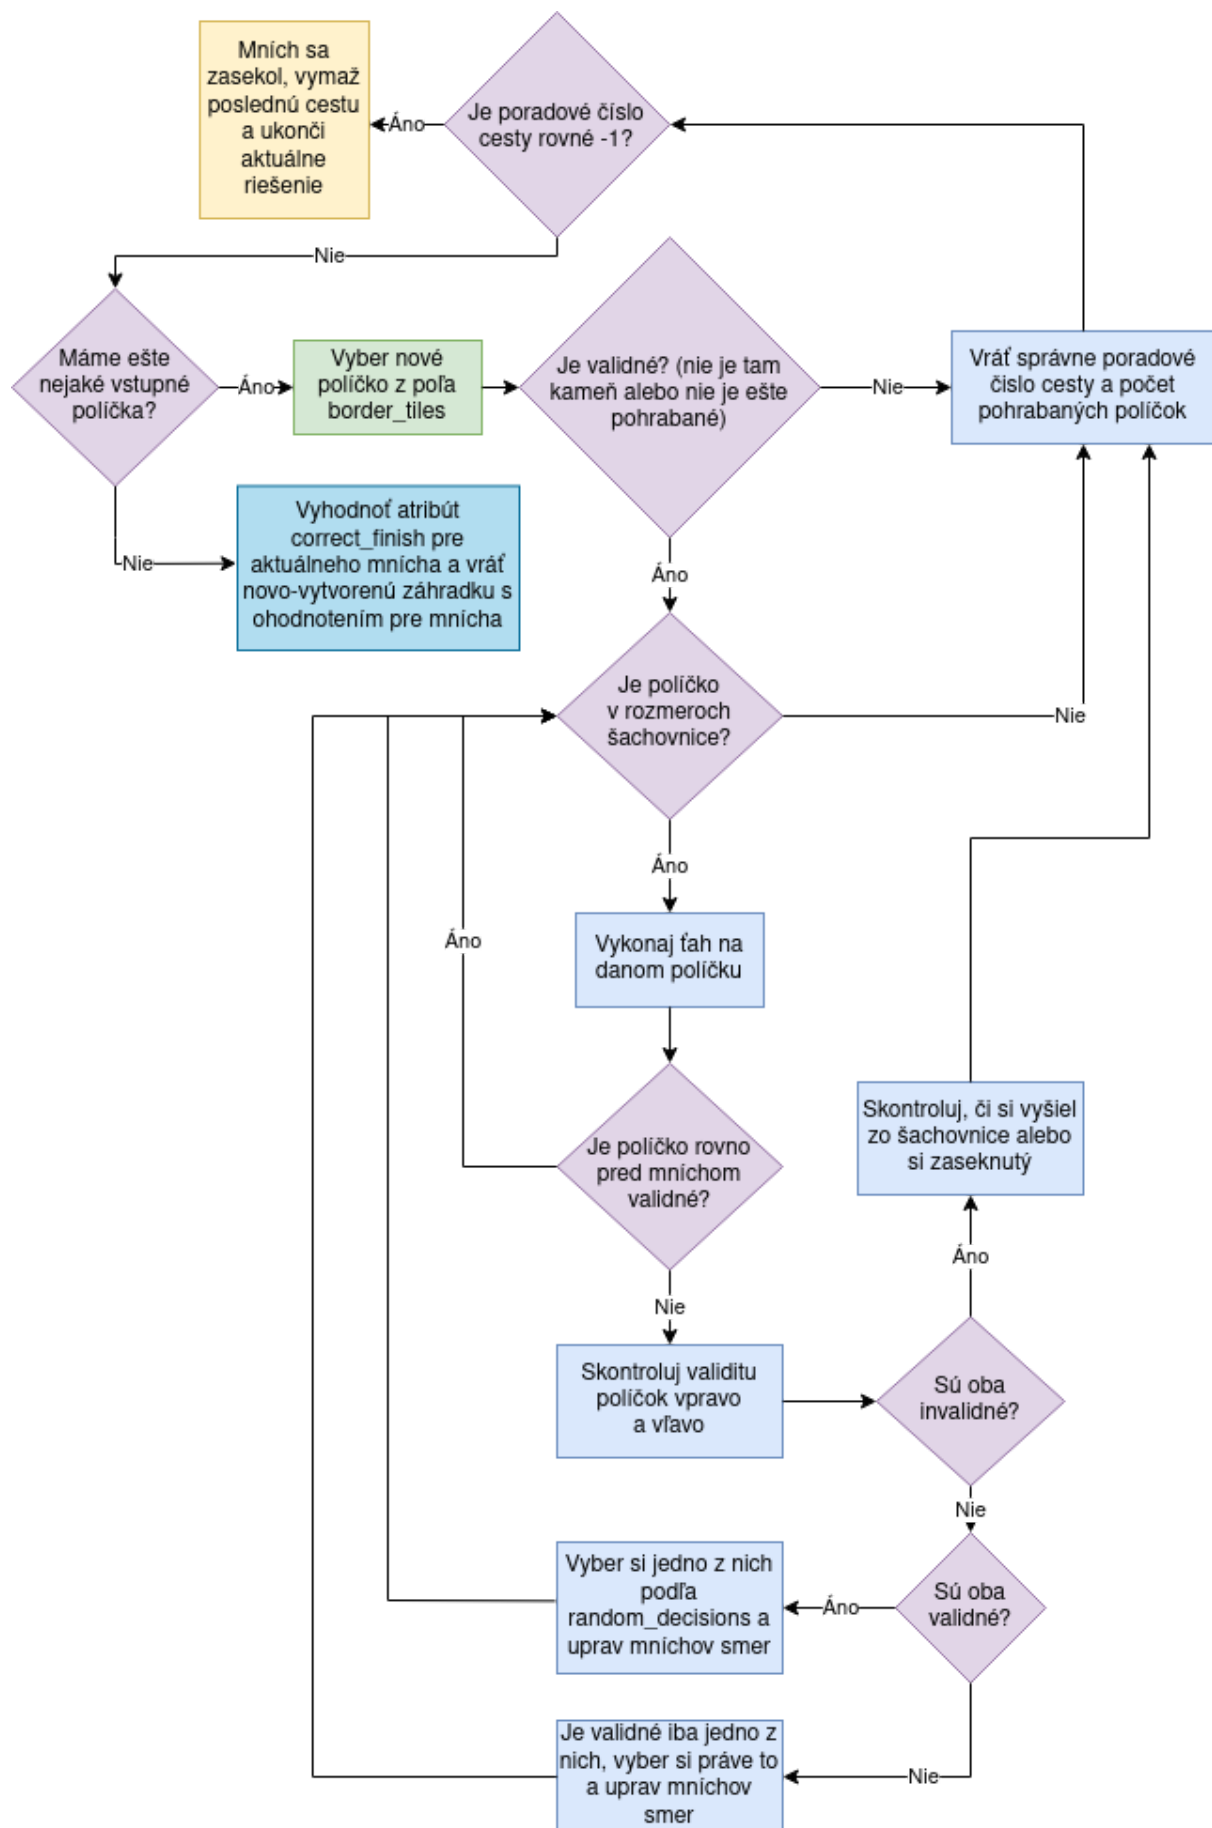 Mních sa
zasekol, vymaž
poslednú cestu
a ukonči
aktuálne
riešenie
Áno
Je poradové číslo
cesty rovné -1?
Nie
Máme ešte
nejaké vstupné
políčka?
Áno
Vyber nové
políčko z poľa
border_tiles
Je validné? (nie je tam
kameň alebo nie je ešte
pohrabané)
Nie
Vráť správne poradové
čislo cesty a počet
pohrabaných políčok
Nie
Vyhodnoť atribút
correct_finish pre
aktuálneho mnícha a vráť
novo-vytvorenú záhradku s
ohodnotením pre mnícha
Áno
Je políčko
v rozmeroch
šachovnice?
Nie
Áno
Vykonaj ťah na
danom políčku
Áno
Je políčko rovno
pred mníchom
validné?
Skontroluj, či si vyšiel
zo šachovnice alebo
si zaseknutý
Áno
Nie
Skontroluj validitu
políčok vpravo
a vľavo
Sú oba
invalidné?
Nie
Vyber si jedno z nich
podľa
random_decisions a
uprav mníchov smer
Áno
Sú oba
validné?
Je validné iba jedno z
nich, vyber si práve to
a uprav mníchov
smer
Nie